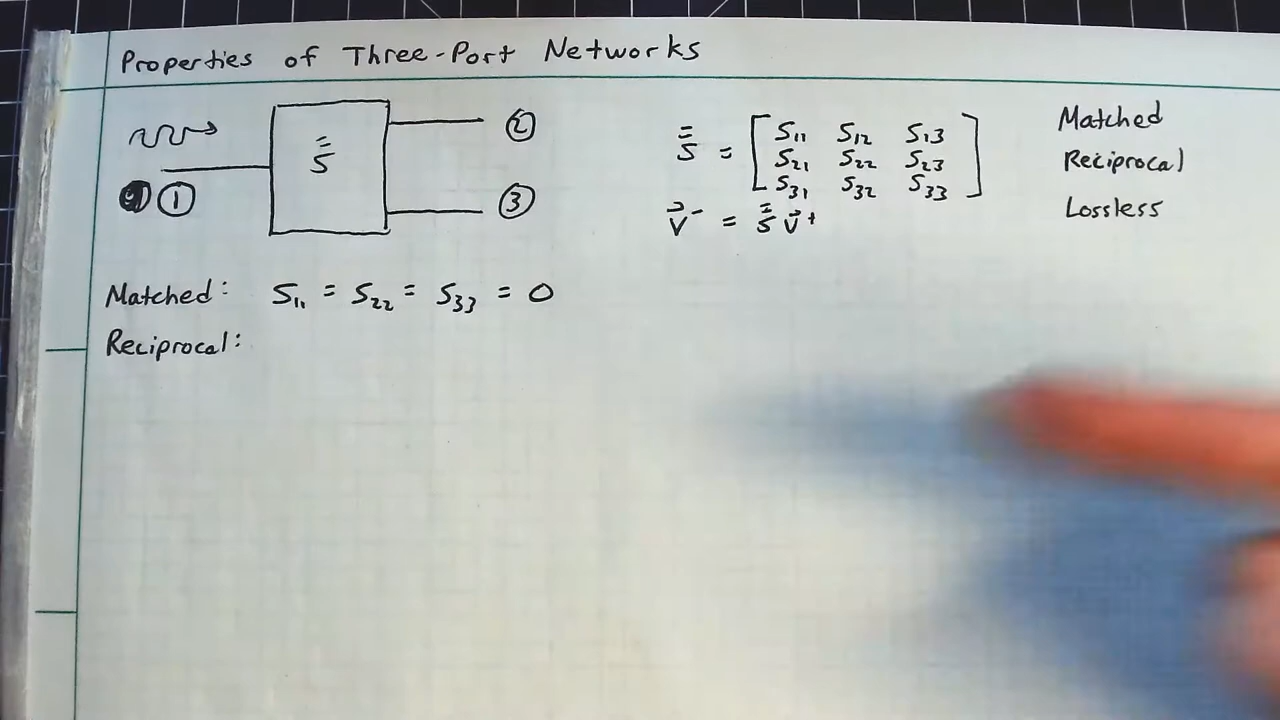 Properties of Three-Port Networks
S̿
②
① 
③
S̿ = [ S₁₁ S₁₂ S₁₃
S₂₁ S₂₂ S₂₃
S₃₁ S₃₂ S₃₃ ]
V⃗⁻ = S̿ V⃗⁺
Matched
Reciprocal
Lossless
Matched: S₁₁ = S₂₂ = S₃₃ = 0
Reciprocal: